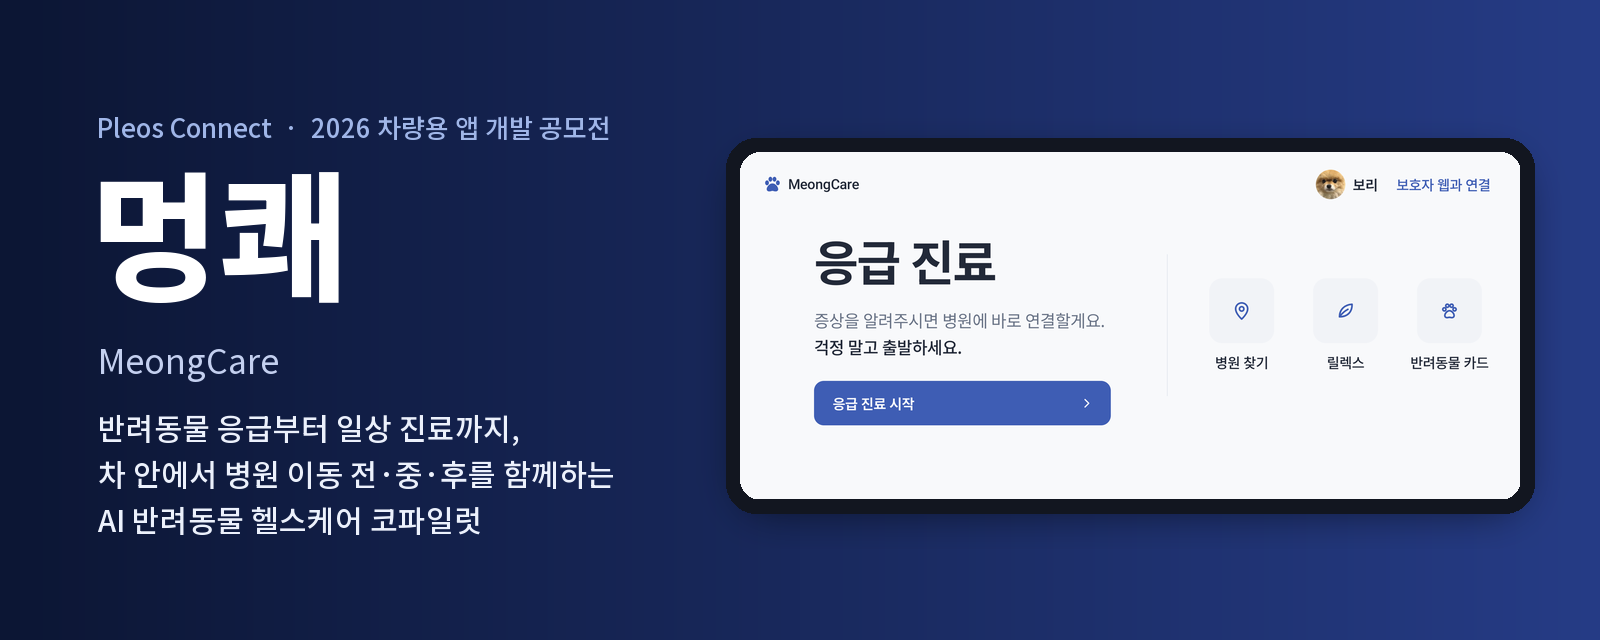 Pleos Connect · 2026 차량용 앱 개발 공모전
멍쾌
MeongCare
반려동물 응급부터 일상 진료까지,
차 안에서 병원 이동 전·중·후를 함께하는
AI 반려동물 헬스케어 코파일럿
MeongCare
보리
보호자 웹과 연결
응급 진료
증상을 알려주시면 병원에 바로 연결할게요.
걱정 말고 출발하세요.
응급 진료 시작
병원 찾기
릴렉스
반려동물 카드